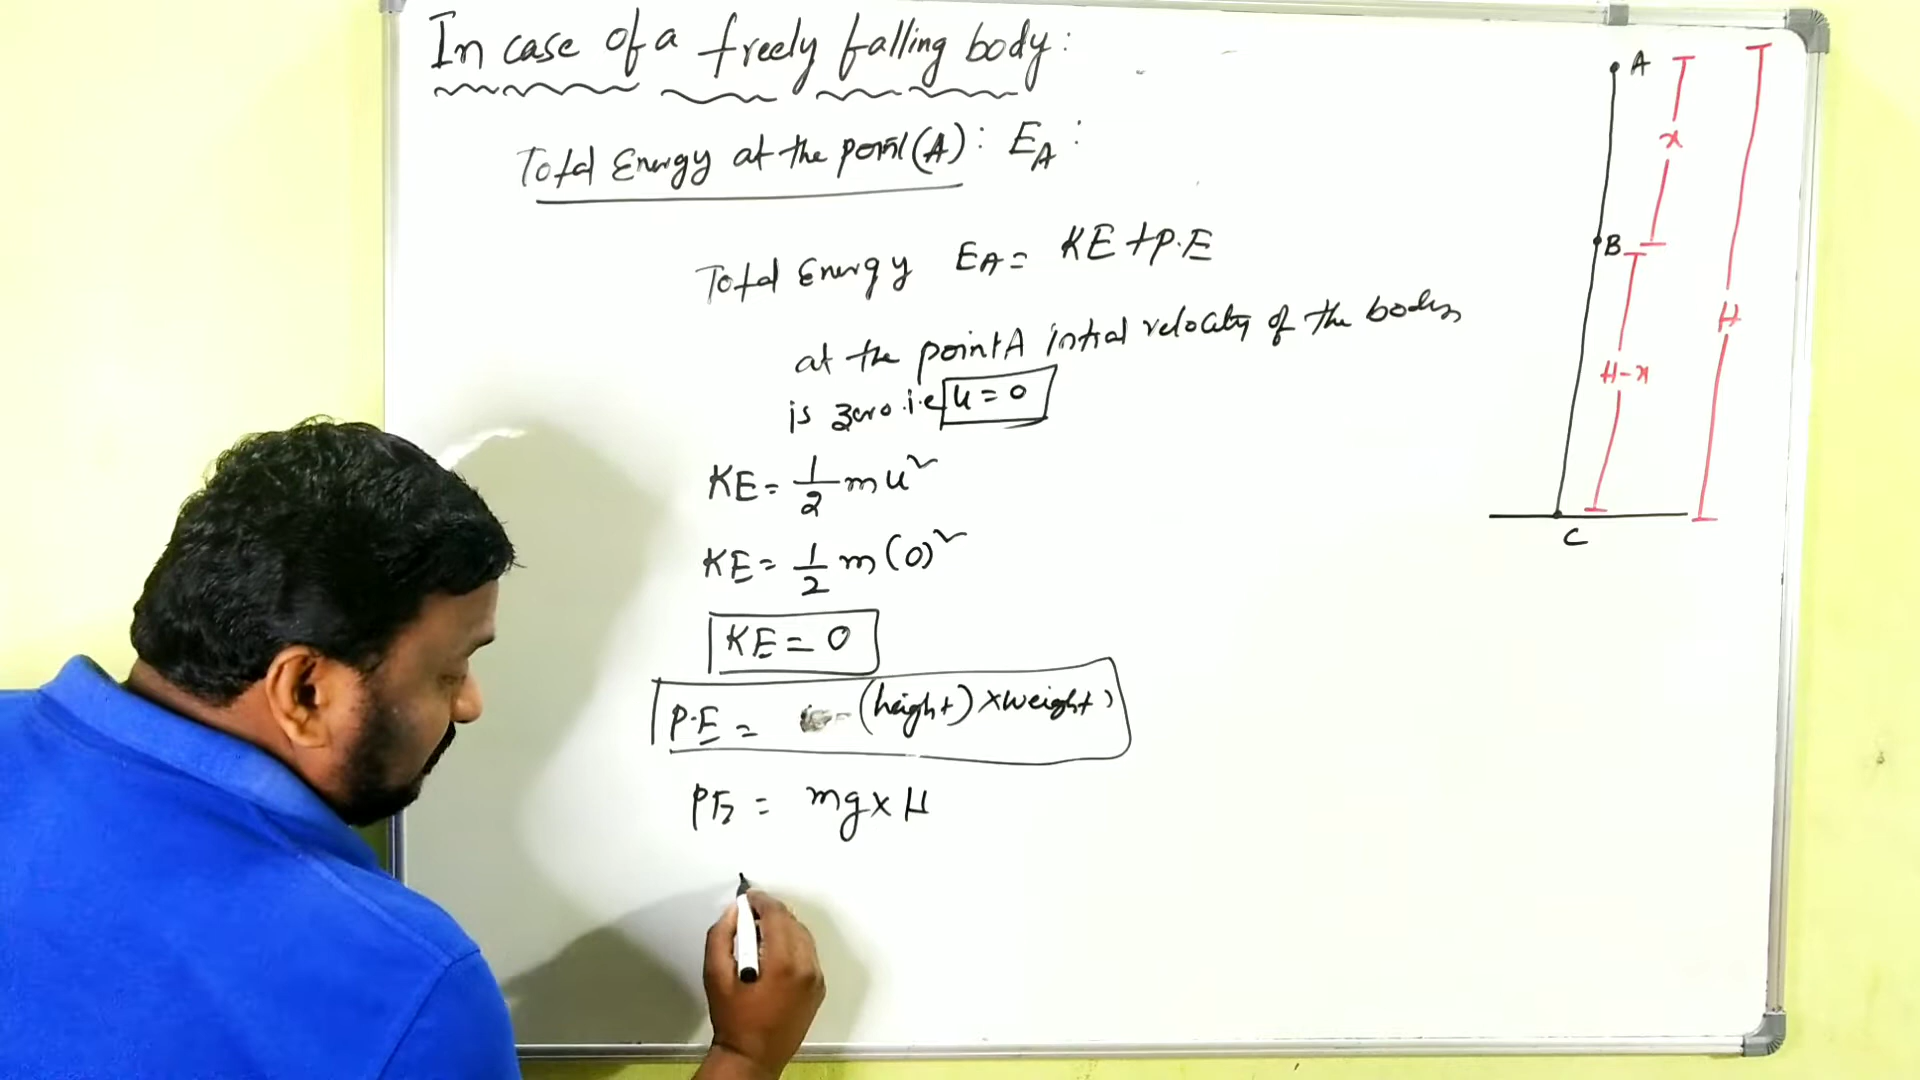 In case of a freely falling body:
Total Energy at the point (A): EA:
Total Energy EA = KE + P.E
at the point A intial velocity of the bodies
is zero. i.e u = 0
KE = 1/2 mu²
KE = 1/2 m(0)²
KE = 0
P.E = (height) × weight)
PE = mg × H
A
x
B
H
H-x
C